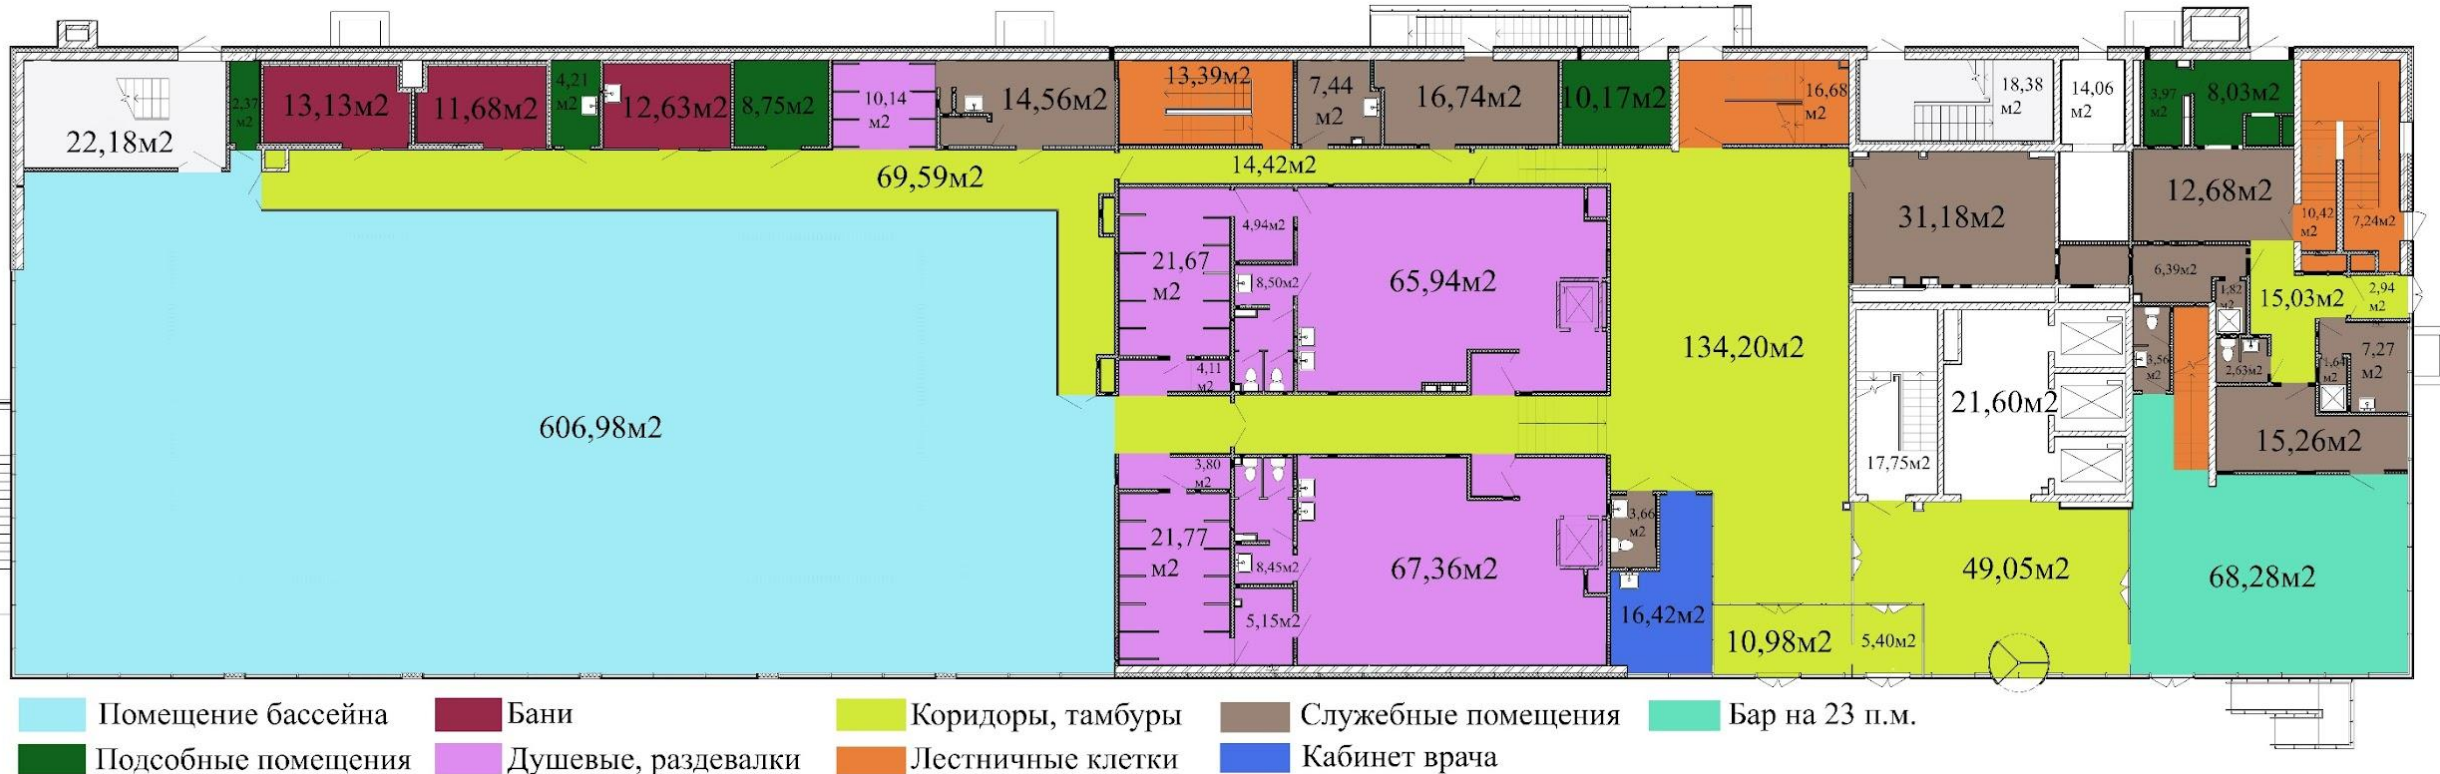 22,18м2
2,37
м2
13,13м2
11,68м2
4,21
м2
12,63м2
8,75м2
10,14
м2
14,56м2
13,39м2
7,44
м2
16,74м2
10,17м2
16,68
м2
18,38
м2
14,06
м2
3,97
м2
8,03м2
69,59м2
14,42м2
31,18м2
12,68м2
10,42
м2
7,24м2
4,94м2
21,67
м2
8,50м2
65,94м2
6,39м2
1,82
м2
15,03м2
2,94
м2
4,11
м2
134,20м2
3,56
м2
2,63м2
1,64
м2
7,27
м2
21,60м2
606,98м2
15,26м2
3,80
м2
17,75м2
21,77
м2
8,45м2
67,36м2
3,66
м2
49,05м2
68,28м2
5,15м2
16,42м2
10,98м2
5,40м2
Помещение бассейна
Бани
Коридоры, тамбуры
Служебные помещения
Бар на 23 п.м.
Подсобные помещения
Душевые, раздевалки
Лестничные клетки
Кабинет врача